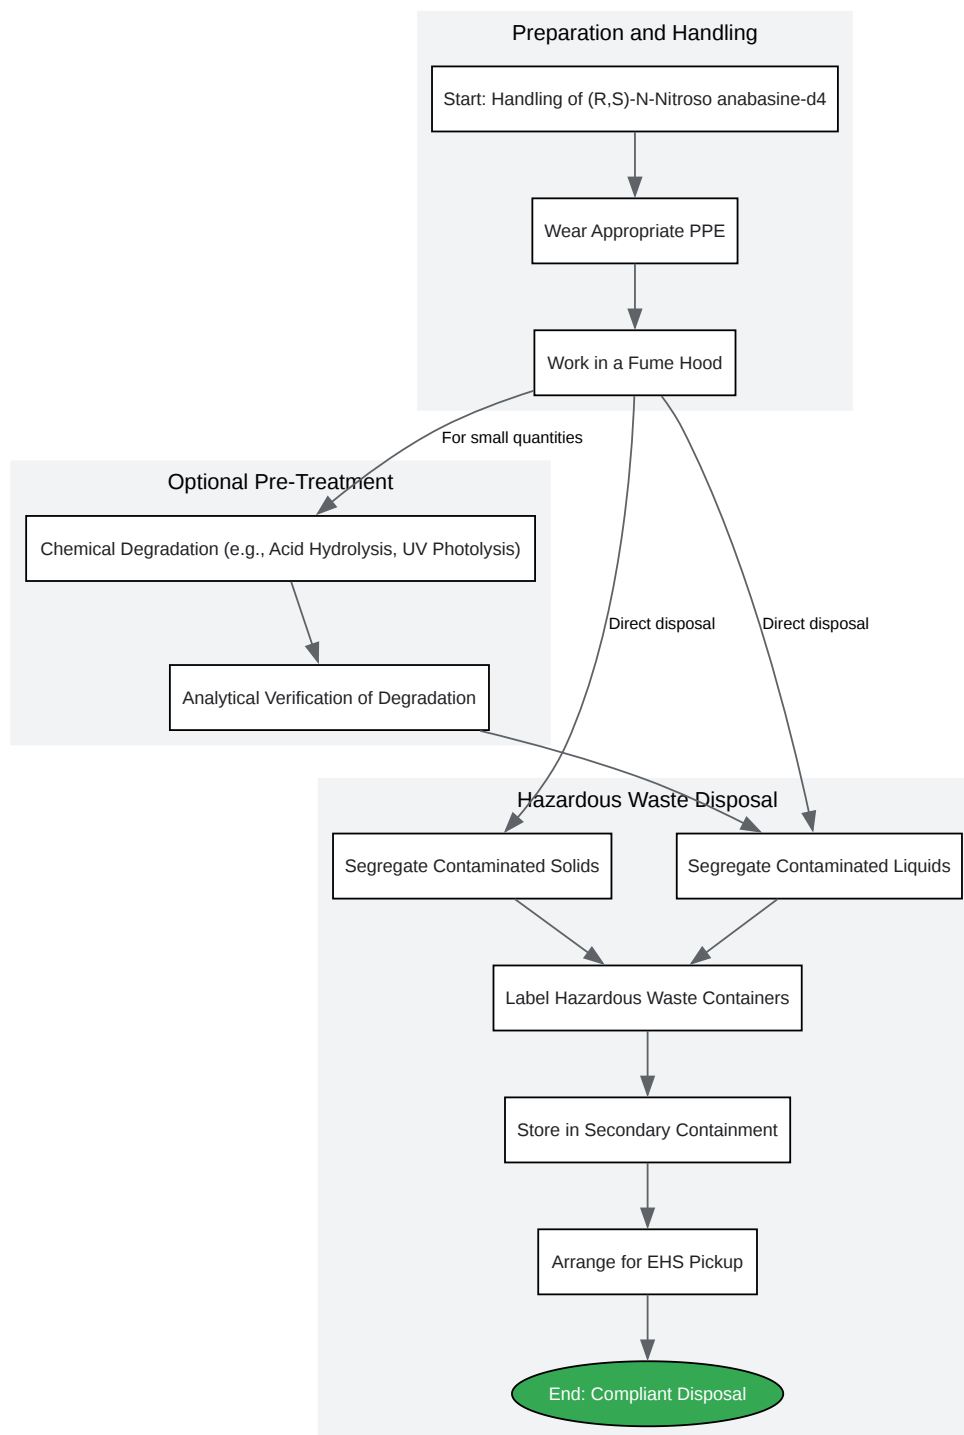 Preparation and Handling
Start: Handling of (R,S)-N-Nitroso anabasine-d4
Wear Appropriate PPE
Work in a Fume Hood
For small quantities
Optional Pre-Treatment
Chemical Degradation (e.g., Acid Hydrolysis, UV Photolysis)
Direct disposal
Direct disposal
Analytical Verification of Degradation
Hazardous Waste Disposal
Segregate Contaminated Solids
Segregate Contaminated Liquids
Label Hazardous Waste Containers
Store in Secondary Containment
Arrange for EHS Pickup
End: Compliant Disposal